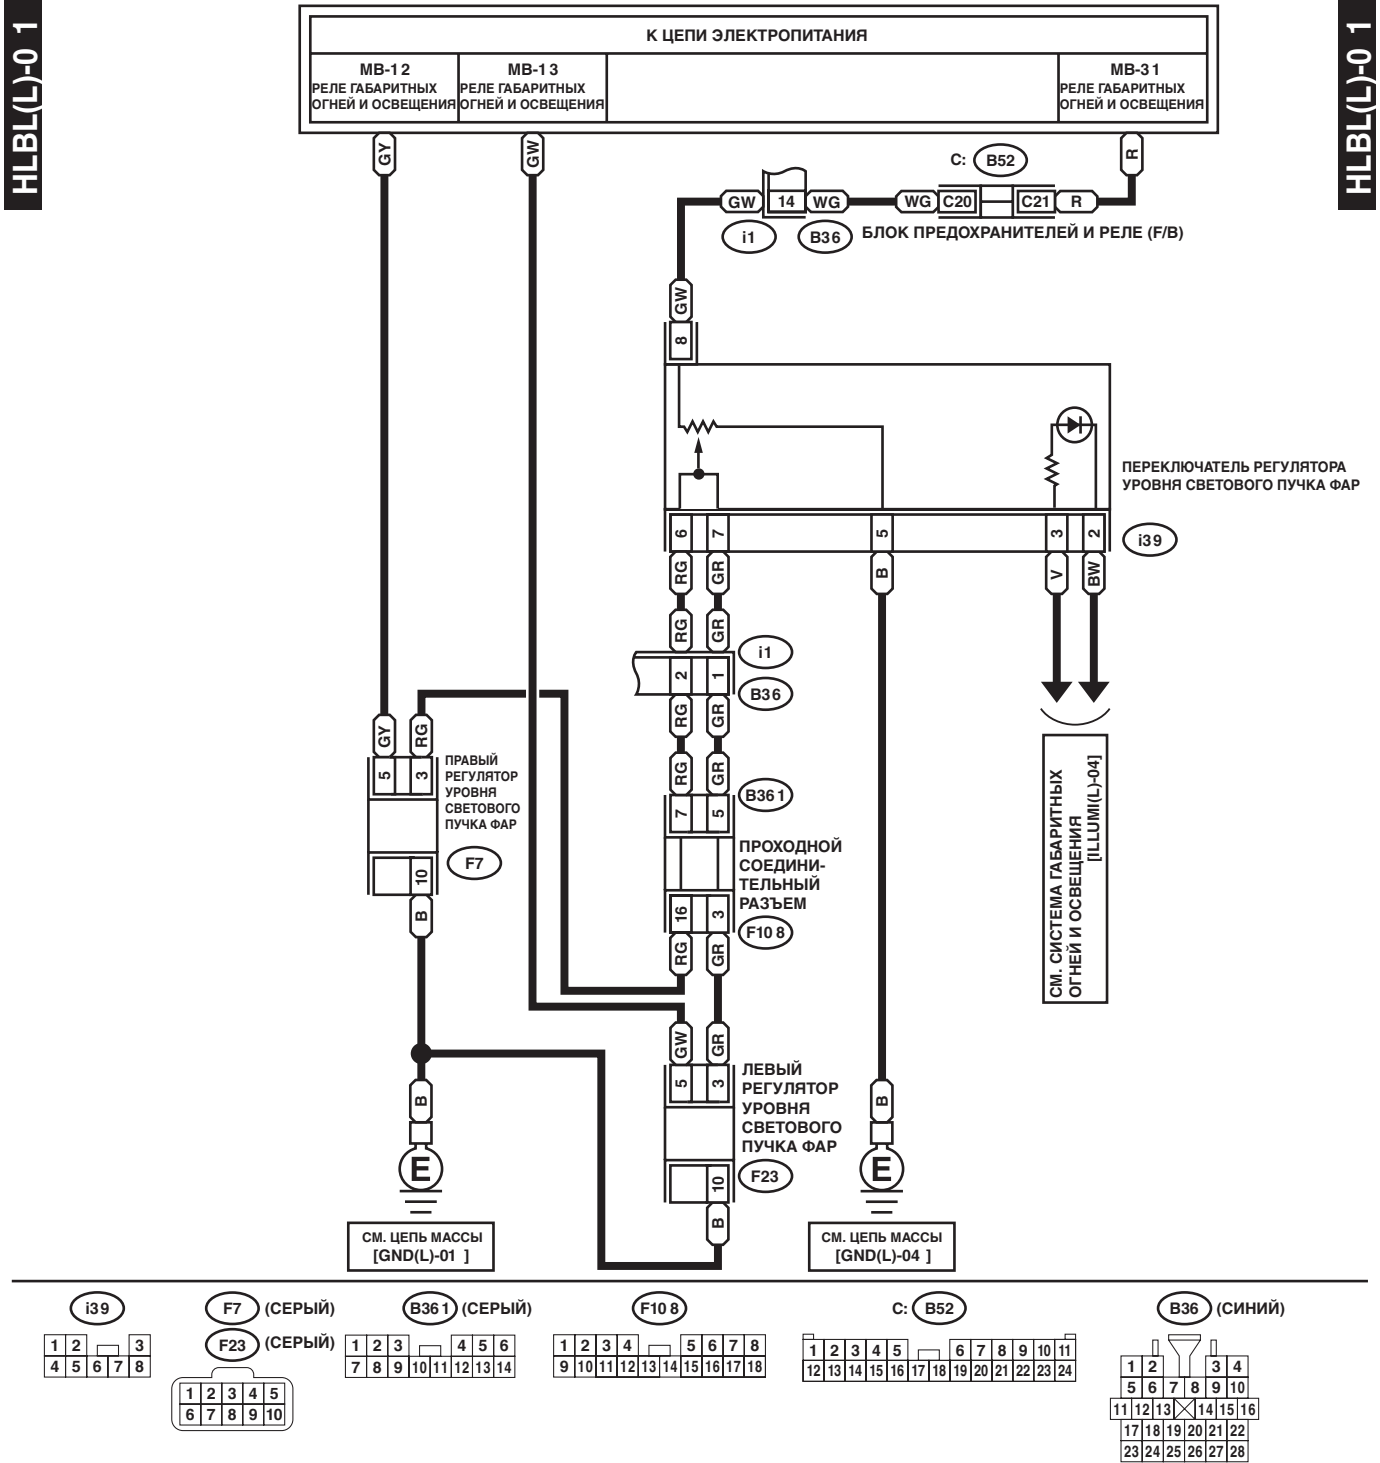 HLBL(L)-0 1
HLBL(L)-0 1
К ЦЕПИ ЭЛЕКТРОПИТАНИЯ
MB-12
РЕЛЕ ГАБАРИТНЫХ
ОГНЕЙ И ОСВЕЩЕНИЯ
MB-13
РЕЛЕ ГАБАРИТНЫХ
ОГНЕЙ И ОСВЕЩЕНИЯ
MB-31
РЕЛЕ ГАБАРИТНЫХ
ОГНЕЙ И ОСВЕЩЕНИЯ
GY
GW
R
C: B52
GW 14 WG
WG C20 C21 R
i1 B36
БЛОК ПРЕДОХРАНИТЕЛЕЙ И РЕЛЕ (F/B)
GW
8
ПЕРЕКЛЮЧАТЕЛЬ РЕГУЛЯТОРА
УРОВНЯ СВЕТОВОГО ПУЧКА ФАР
6 7 5 3 2
i39
RG GR B V BW
RG GR
i1
2 1
B36
RG GR
GY RG
5 3
ПРАВЫЙ
РЕГУЛЯТОР
УРОВНЯ
СВЕТОВОГО
ПУЧКА ФАР
F7
10
B
RG GR
B361
7 5
ПРОХОДНОЙ
СОЕДИНИ-
ТЕЛЬНЫЙ
РАЗЪЕМ
16 3
F10 8
RG GR
СМ. СИСТЕМА ГАБАРИТНЫХ
ОГНЕЙ И ОСВЕЩЕНИЯ
[ILLUMI(L)-04]
GW GR
5 3
ЛЕВЫЙ
РЕГУЛЯТОР
УРОВНЯ
СВЕТОВОГО
ПУЧКА ФАР
F23
10
B
B
E
СМ. ЦЕПЬ МАССЫ
[GND(L)-01 ]
B
E
СМ. ЦЕПЬ МАССЫ
[GND(L)-04 ]
i39
1 2 3
4 5 6 7 8
F7 (СЕРЫЙ)
F23 (СЕРЫЙ)
1 2 3 4 5
6 7 8 9 10
B361 (СЕРЫЙ)
1 2 3 4 5 6
7 8 9 10 11 12 13 14
F10 8
1 2 3 4 5 6 7 8
9 10 11 12 13 14 15 16 17 18
C: B52
1 2 3 4 5 6 7 8 9 10 11
12 13 14 15 16 17 18 19 20 21 22 23 24
B36 (СИНИЙ)
1 2 3 4
5 6 7 8 9 10
11 12 13 14 15 16
17 18 19 20 21 22
23 24 25 26 27 28